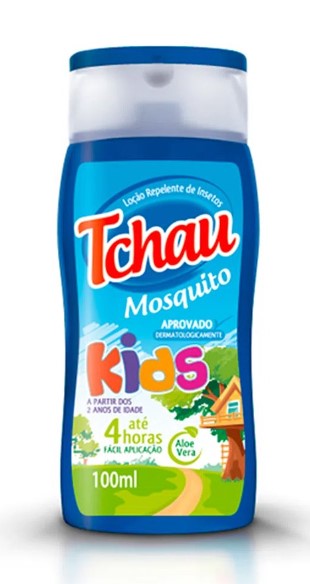 Loção Repelente de Insetos
Tchau
Mosquito
APROVADO
DERMATOLOGICAMENTE
Kids
A PARTIR DOS
2 ANOS DE IDADE
4 até
horas
FÁCIL APLICAÇÃO
Aloe
Vera
100ml